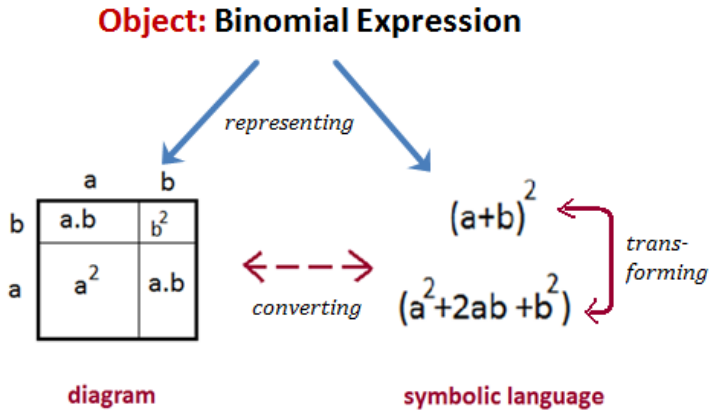 Object: Binomial Expression
representing
a b
b a.b b²
a a² a.b
(a+b)²
(a²+2ab +b²)
trans-
forming
converting
diagram
symbolic language